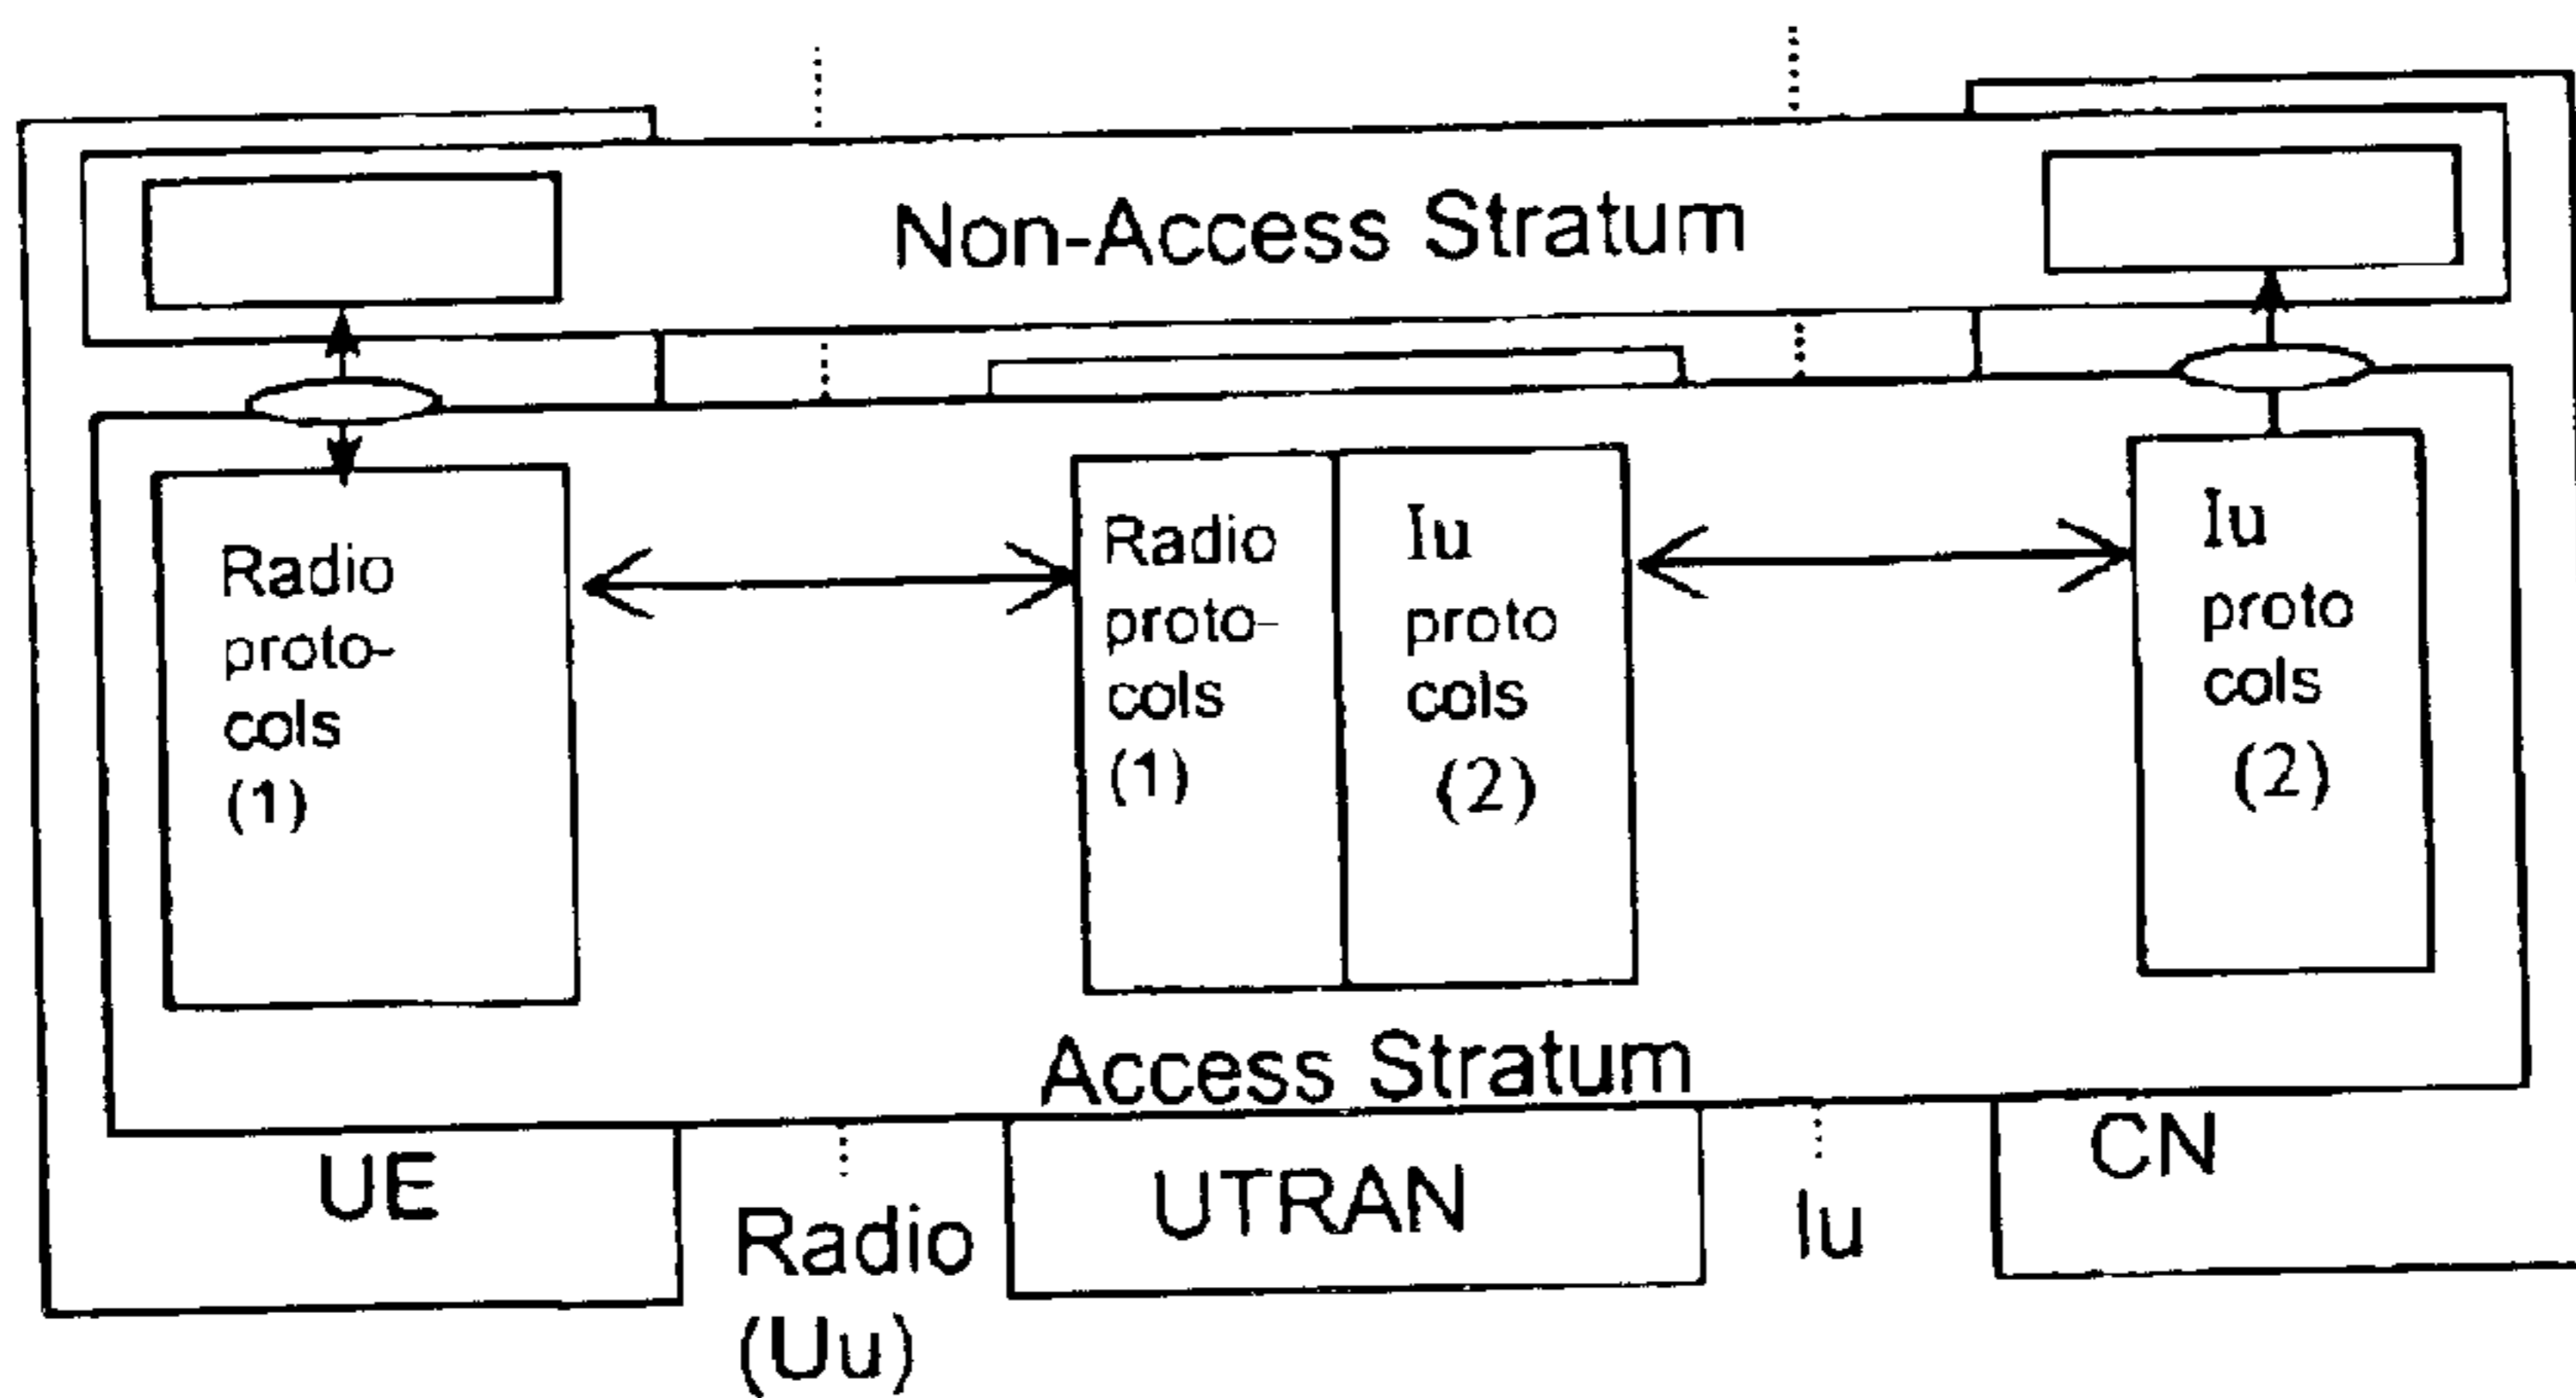 Non-Access Stratum
Radio
proto-
cols
(1)
Radio
proto-
cols
(1)
Iu
proto
cols
(2)
Iu
proto
cols
(2)
Access Stratum
UE
Radio
(Uu)
UTRAN
Iu
CN